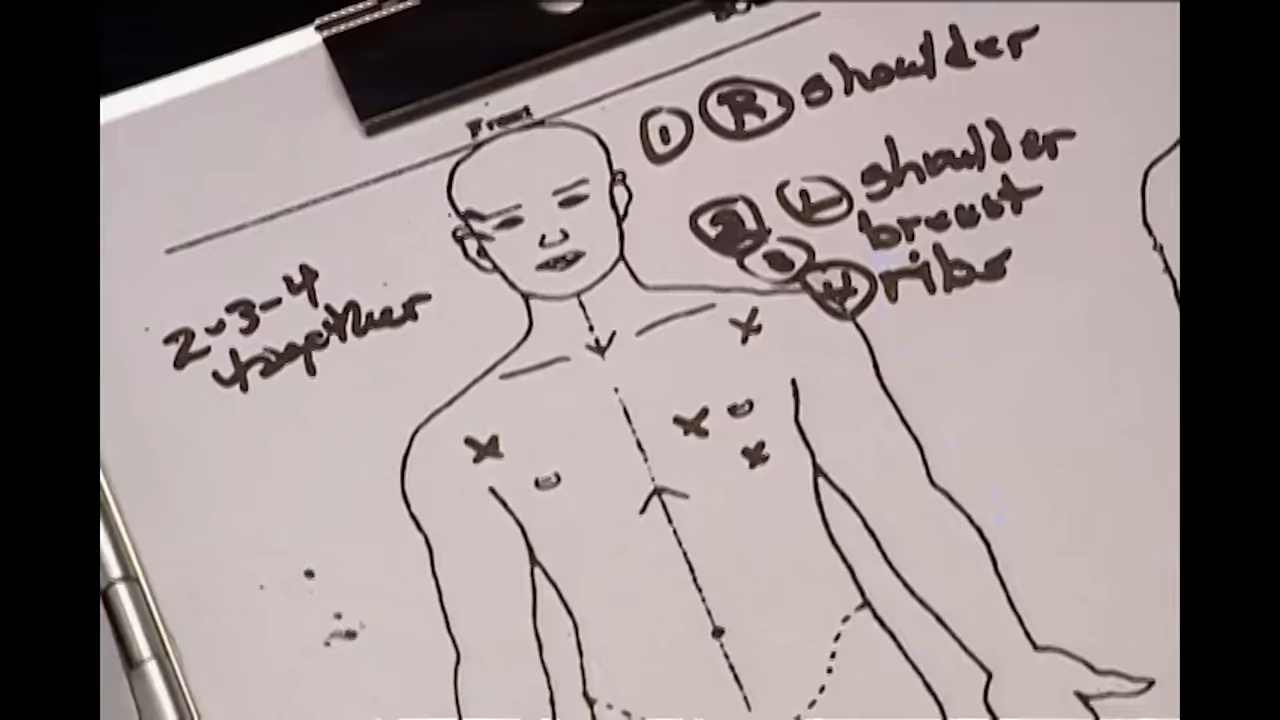 Front
① Ⓡ shoulder
② Ⓛ shoulder
③ breast
④ ribs
2-3-4
together